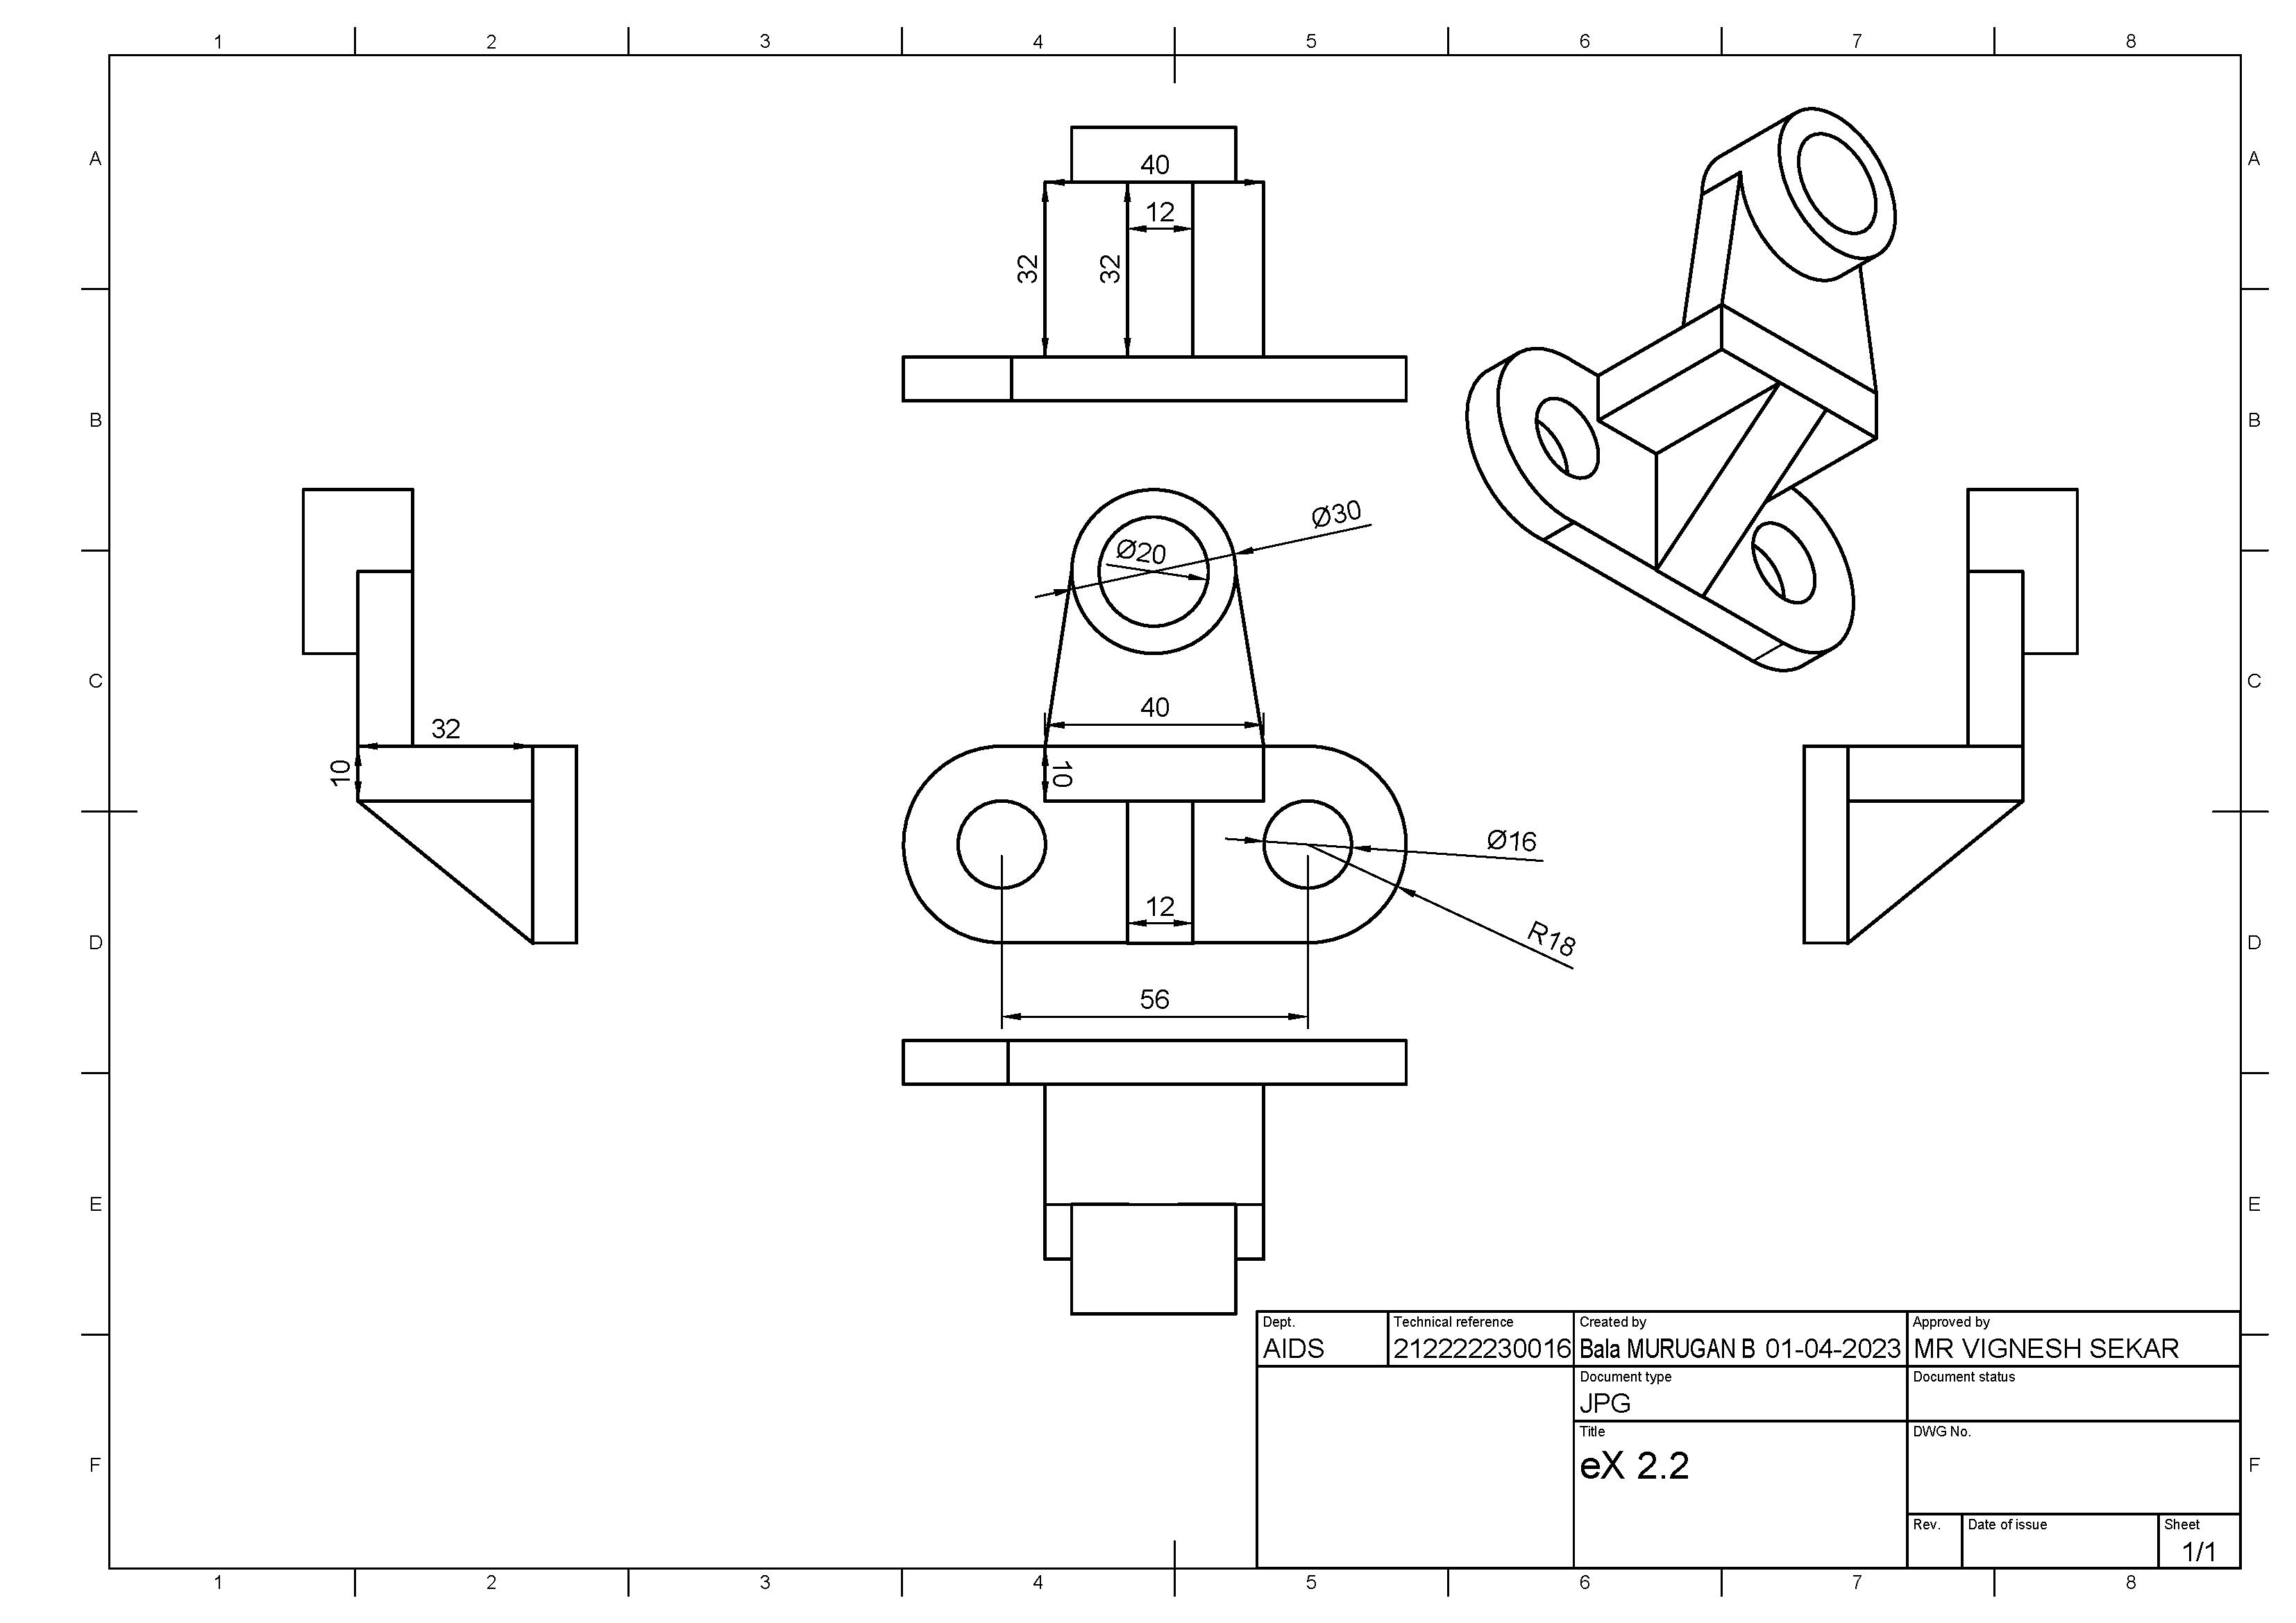 1 2 3 4 5 6 7 8
A A
40
12
32 32
B B
Ø30
Ø20
C C
32
40
10
10
Ø16
12
R18
D D
56
E E
Dept. Technical reference Created by Approved by
AIDS 212222230016 Bala MURUGAN B 01-04-2023 MR VIGNESH SEKAR
Document type Document status
JPG
Title DWG No.
eX 2.2
F F
Rev. Date of issue Sheet
1/1
1 2 3 4 5 6 7 8